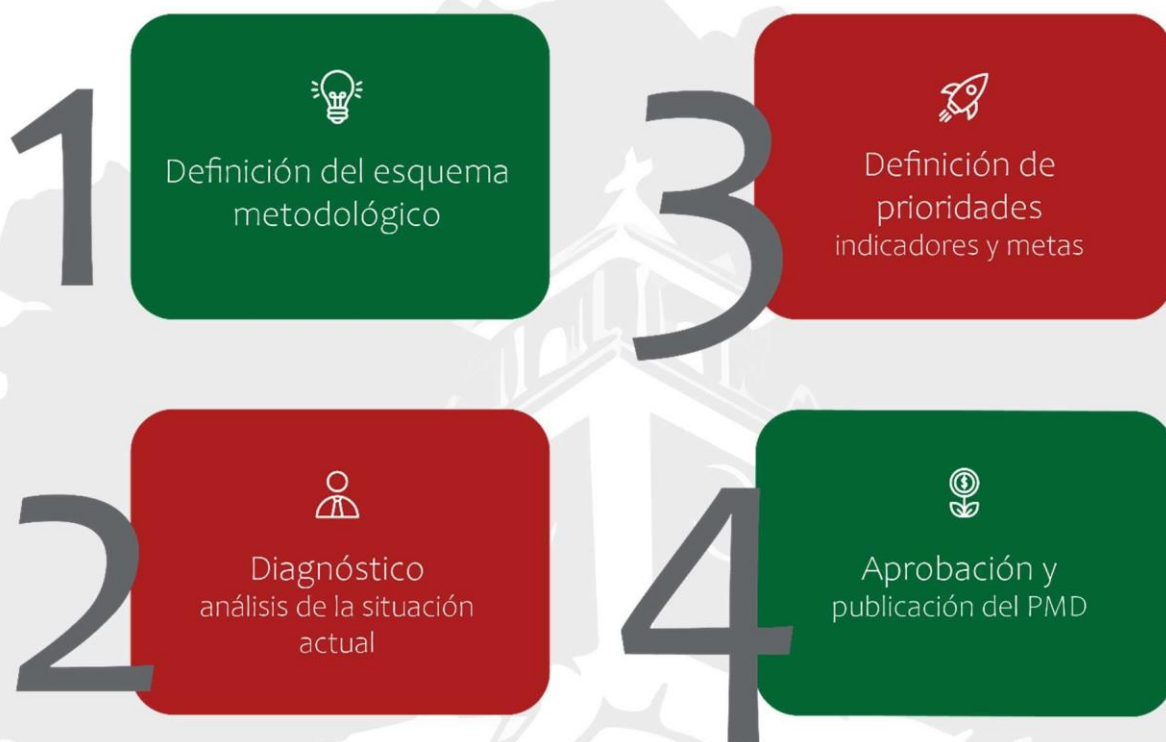 1
Definición del esquema
metodológico
2
Diagnóstico
análisis de la situación
actual
3
Definición de
prioridades
indicadores y metas
4
Aprobación y
publicación del PMD